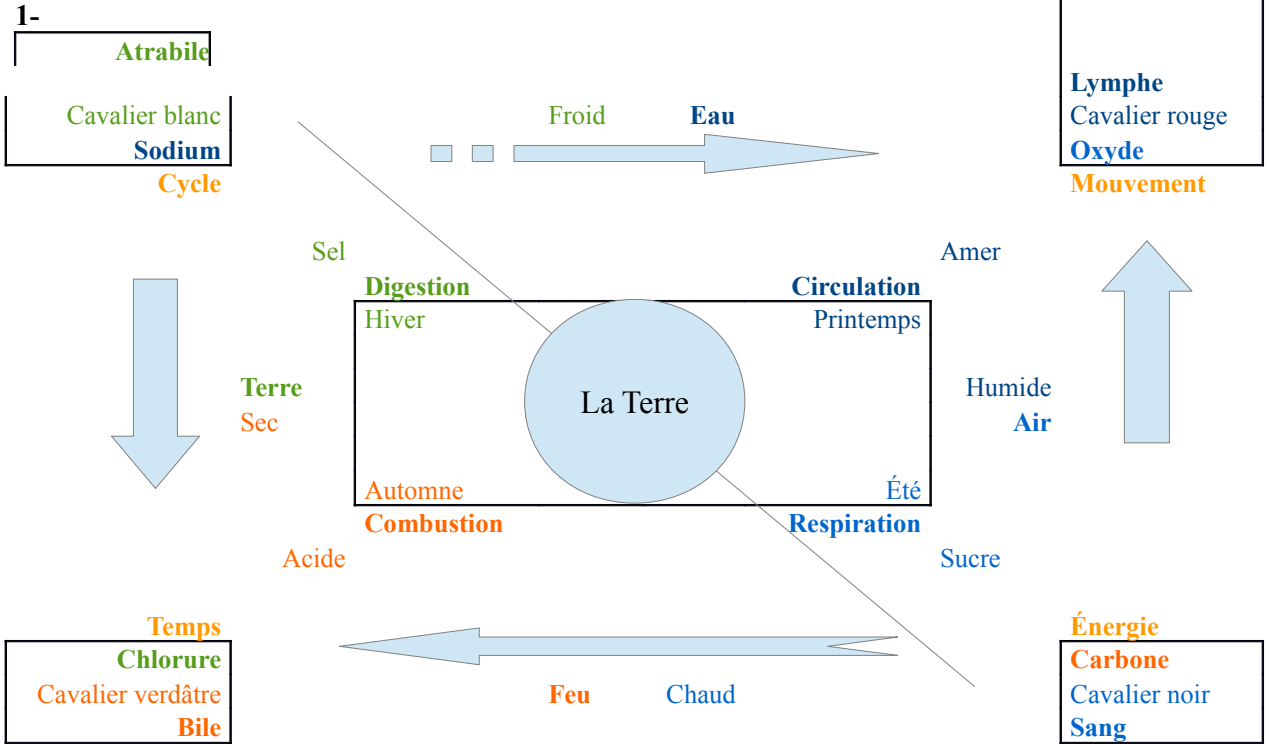 1-
Atrabile
Lymphe
Cavalier blanc
Froid Eau
Cavalier rouge
Sodium
Oxyde
Cycle
Mouvement
Sel
Amer
Digestion
Circulation
Hiver
Printemps
Terre
La Terre
Humide
Sec
Air
Automne
Été
Combustion
Respiration
Acide
Sucre
Temps
Énergie
Chlorure
Carbone
Cavalier verdâtre
Feu Chaud
Cavalier noir
Bile
Sang